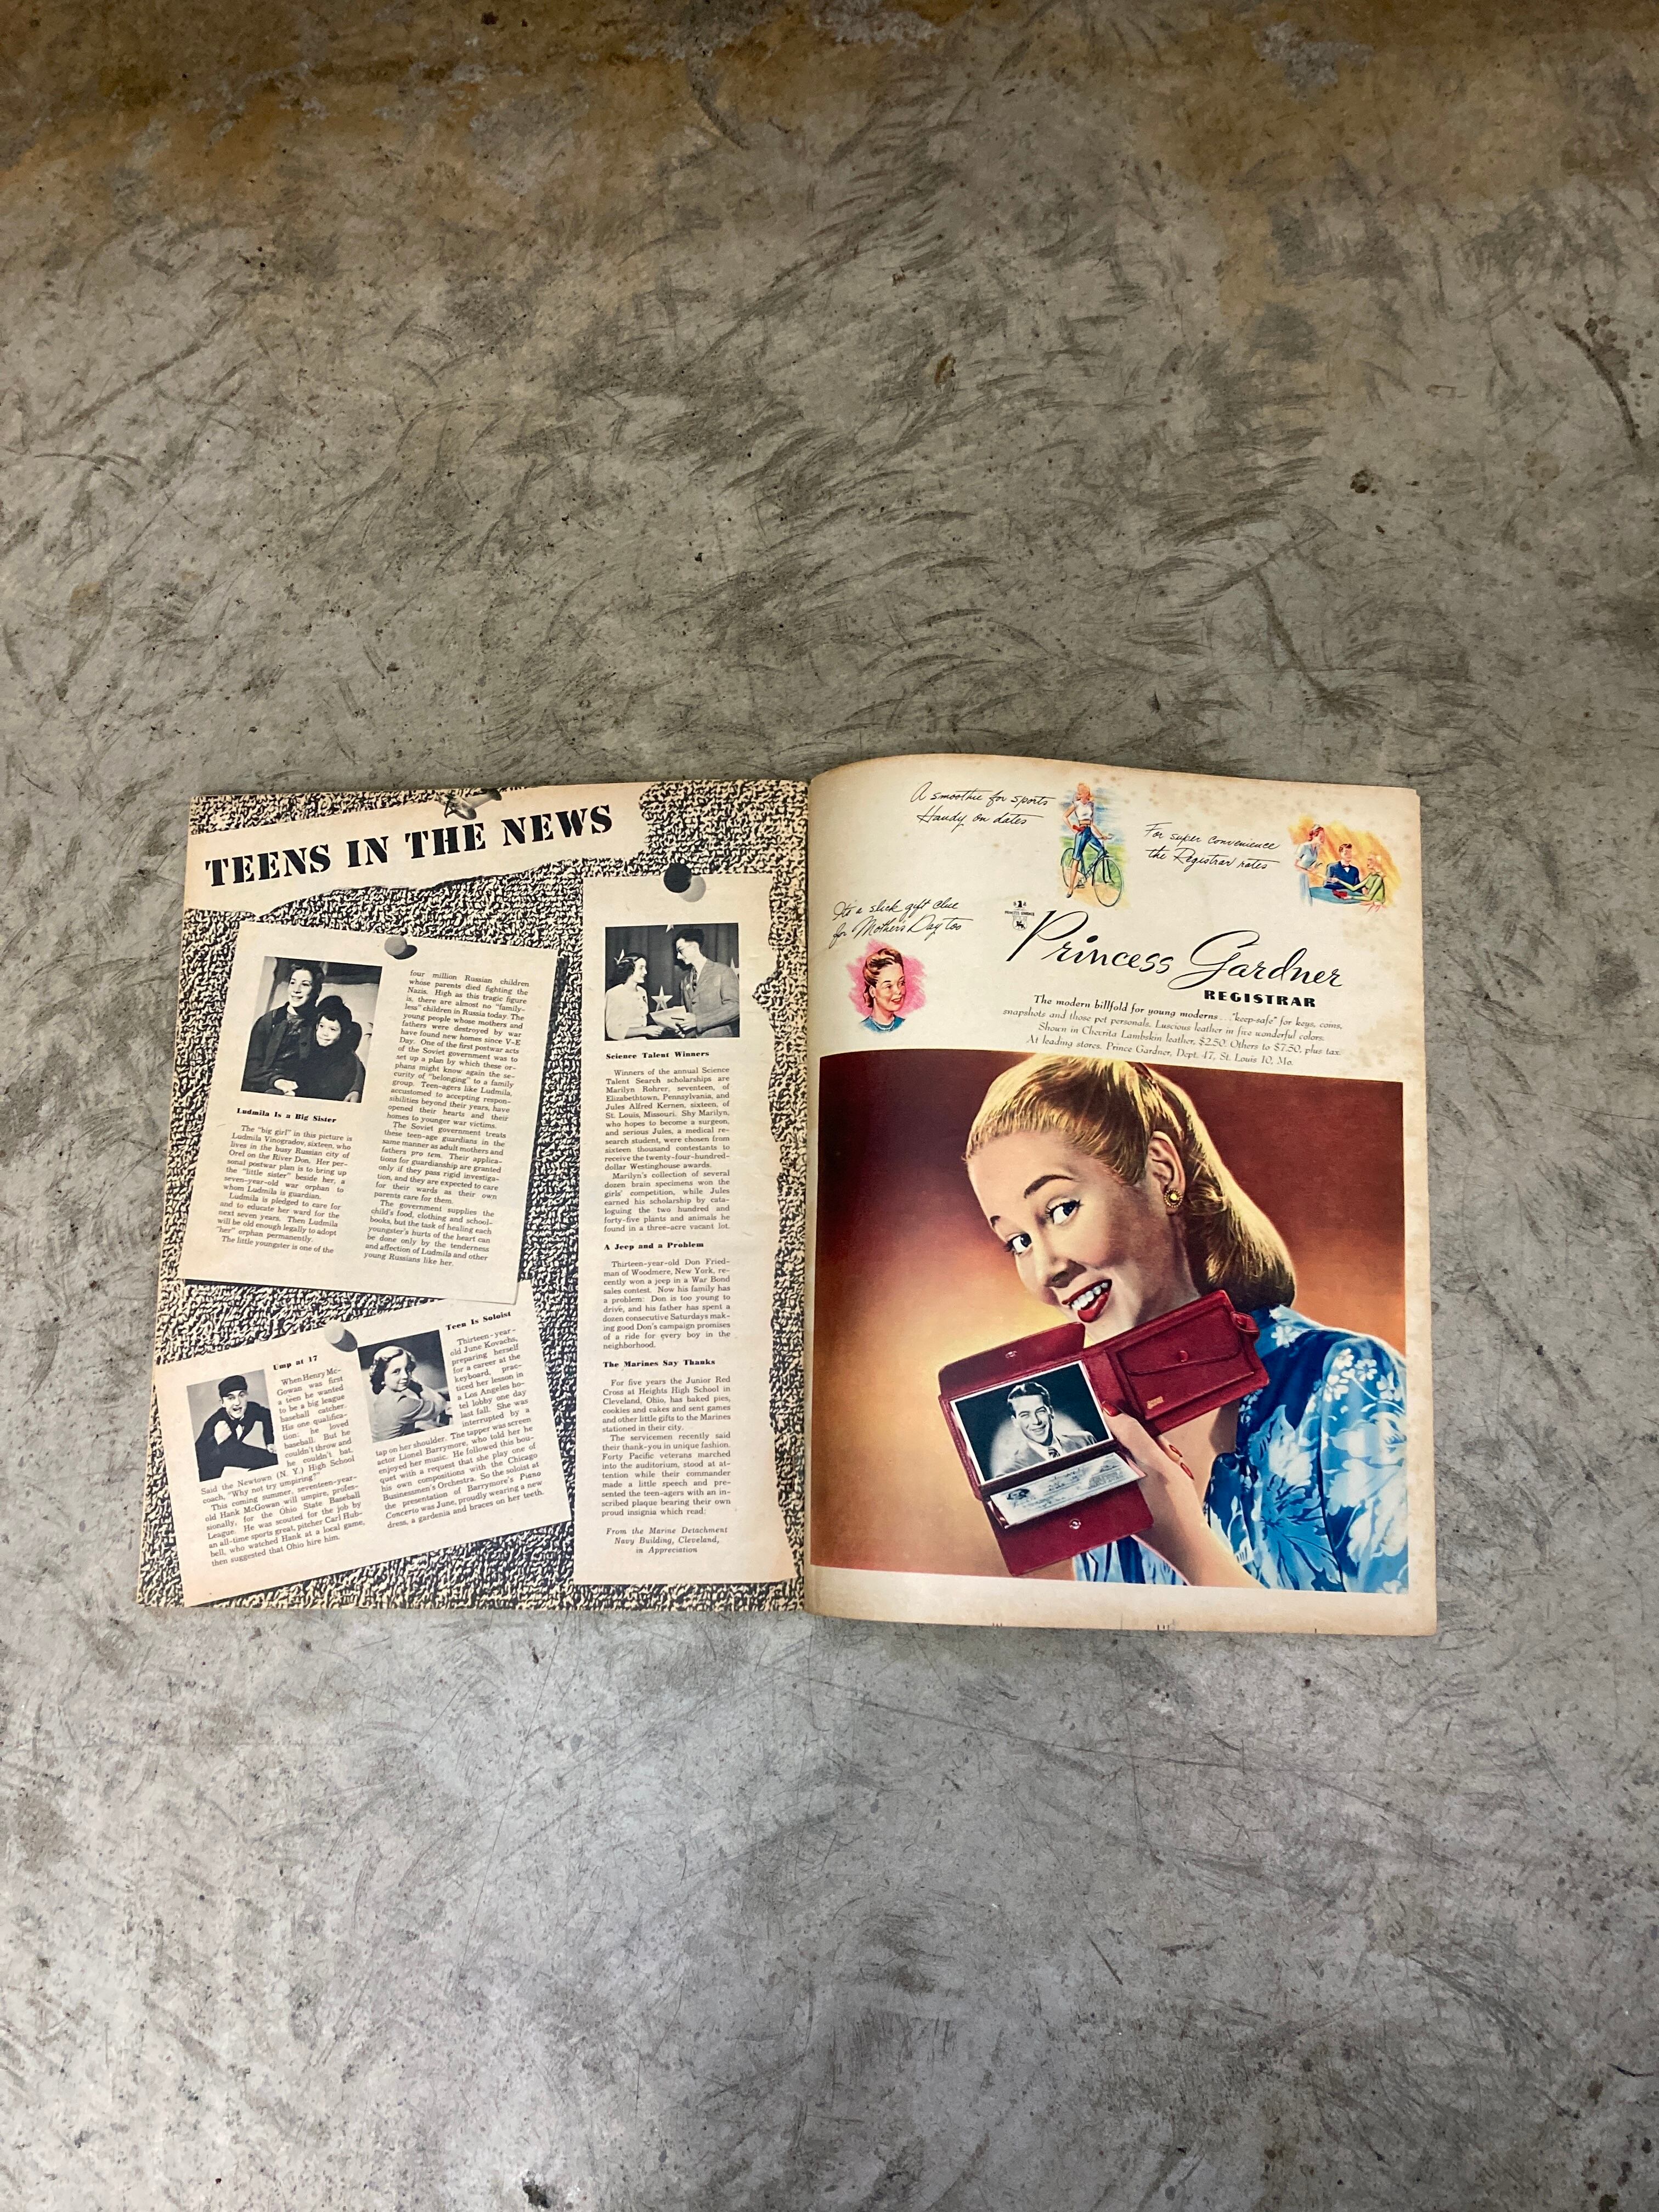 TEENS IN THE NEWS
Ludmila Is a Big Sister
The "big girl" in this picture is
Ludmila Vinogradov, sixteen, who
lives in the busy Russian city of
Orel on the River Don. Her per-
sonal postwar plan is to bring up
the "little sister" beside her, a
seven-year-old war orphan to
whom Ludmila is guardian.
Ludmila is pledged to care for
and to educate her ward for the
next seven years. Then Ludmila
will be old enough legally to adopt
"her" orphan permanently.
The little youngster is one of the
four million Russian children
whose parents died fighting the
Nazis. High as this tragic figure
is, there are almost no "family-
less" children in Russia today. The
young people whose mothers and
fathers were destroyed by war
have found new homes since V-E
Day. One of the first postwar acts
of the Soviet government was to
set up a plan by which these or-
phans might know again the se-
curity of "belonging" to a family
group. Teen-agers like Ludmila,
accustomed to accepting respon-
sibilities beyond their years, have
opened their hearts and their
homes to younger war victims.
The Soviet government treats
these teen-age guardians in the
same manner as adult mothers and
fathers pro tem. Their applica-
tions for guardianship are granted
only if they pass rigid investiga-
tion, and they are expected to care
for their wards as their own
parents care for them.
The government supplies the
child's food, clothing and school-
books, but the task of healing each
youngster's hurts of the heart can
be done only by the tenderness
and affection of Ludmila and other
young Russians like her.
Ump at 17
When Henry Mc-
Gowan was first
a teen he wanted
to be a big league
baseball catcher.
His one qualifica-
tion: he loved
baseball. But he
couldn't throw and
he couldn't bat.
Said the Newtown (N. Y.) High School
coach, "Why not try umpiring?"
This coming summer, seventeen-year-
old Hank McGowan will umpire, profes-
sionally, for the Ohio State Baseball
League. He was scouted for the job by
an all-time sports great, pitcher Carl Hub-
bell, who watched Hank at a local game,
then suggested that Ohio hire him.
Teen Is Soloist
Thirteen-year-
old June Kovachs,
preparing herself
for a career at the
keyboard, prac-
ticed her lesson in
a Los Angeles ho-
tel lobby one day
last fall. She was
interrupted by a
tap on her shoulder. The tapper was screen
actor Lionel Barrymore, who told her he
enjoyed her music. He followed this bou-
quet with a request that she play one of
his own compositions with the Chicago
Businessmen's Orchestra. So the soloist at
the presentation of Barrymore's Piano
Concerto was June, proudly wearing a new
dress, a gardenia and braces on her teeth.
Science Talent Winners
Winners of the annual Science
Talent Search scholarships are
Marilyn Rohrer, seventeen, of
Elizabethtown, Pennsylvania, and
Jules Alfred Kernen, sixteen, of
St. Louis, Missouri. Shy Marilyn,
who hopes to become a surgeon,
and serious Jules, a medical re-
search student, were chosen from
sixteen thousand contestants to
receive the twenty-four-hundred-
dollar Westinghouse awards.
Marilyn's collection of several
dozen brain specimens won the
girls' competition, while Jules
earned his scholarship by cata-
loguing the two hundred and
forty-five plants and animals he
found in a three-acre vacant lot.
A Jeep and a Problem
Thirteen-year-old Don Fried-
man of Woodmere, New York, re-
cently won a jeep in a War Bond
sales contest. Now his family has
a problem: Don is too young to
drive, and his father has spent a
dozen consecutive Saturdays mak-
ing good Don's campaign promises
of a ride for every boy in the
neighborhood.
The Marines Say Thanks
For five years the Junior Red
Cross at Heights High School in
Cleveland, Ohio, has baked pies,
cookies and cakes and sent games
and other little gifts to the Marines
stationed in their city.
The servicemen recently said
their thank-you in unique fashion.
Forty Pacific veterans marched
into the auditorium, stood at at-
tention while their commander
made a little speech and pre-
sented the teen-agers with an in-
scribed plaque bearing their own
proud insignia which read:
From the Marine Detachment
Navy Building, Cleveland,
in Appreciation
A smoothie for sports
Handy on dates
For super convenience
the Registrar rates
It's a slick gift clue
for Mother's Day too
Princess Gardner
REGISTRAR
The modern billfold for young moderns... "keep-safe" for keys, coins,
snapshots and those pet personals. Luscious leather in five wonderful colors.
Shown in Cheerita Lambskin leather, $2.50. Others to $7.50, plus tax.
At leading stores. Prince Gardner, Dept. 47, St. Louis 10, Mo.